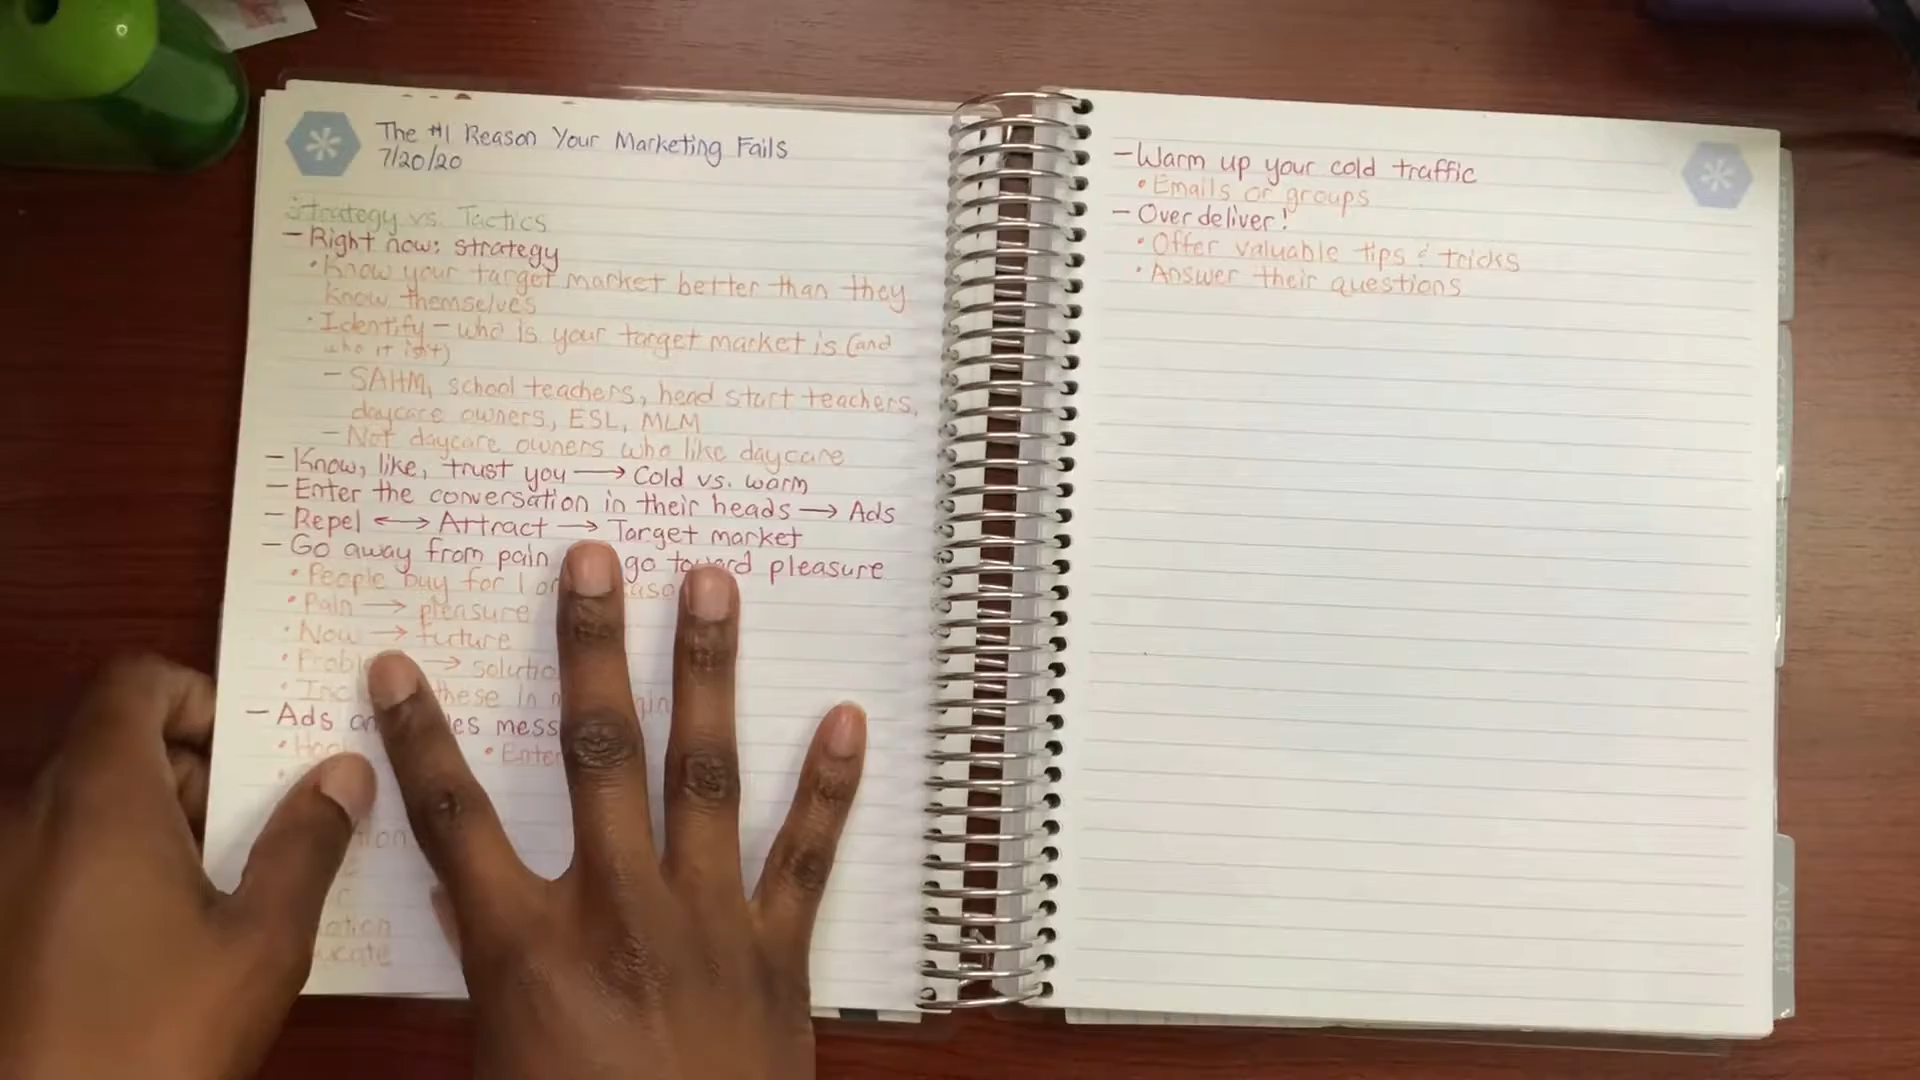 The #1 Reason Your Marketing Fails
7/20/20
Strategy vs. Tactics
- Right now: strategy
• Know your target market better than they
know themselves
• Identify - who is your target market is (and
who it isn't)
- SAHM, school teachers, head start teachers,
daycare owners, ESL, MLM
- Not daycare owners who like daycare
- Know, like, trust you → Cold vs. warm
- Enter the conversation in their heads → Ads
- Repel ↔ Attract → Target market
- Go away from pain go toward pleasure
• People buy for 1
• Pain → pleasure
• Now → future
• → 
• these in
- Ads
•
•
- Warm up your cold traffic
• Emails or groups
- Over deliver!
• Offer valuable tips & tricks
• Answer their questions
AUGUST